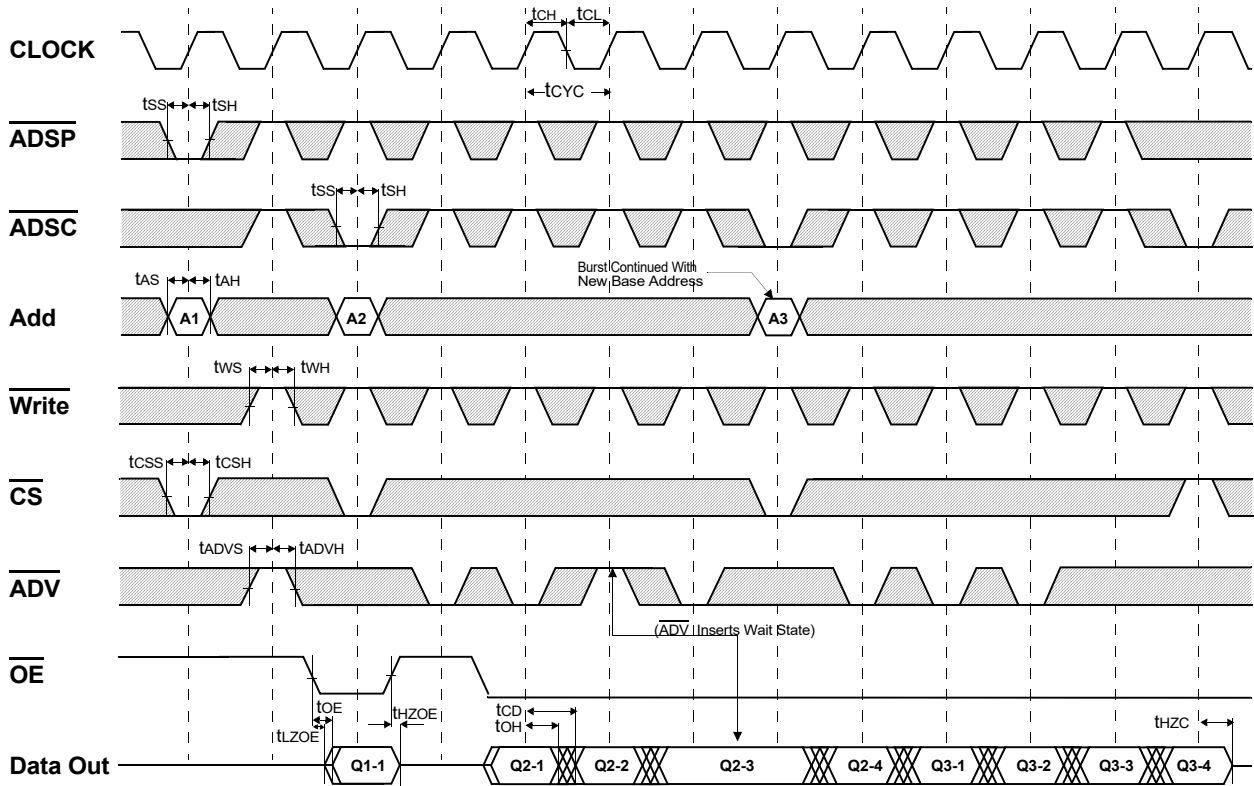 tCH tCL
CLOCK
tCYC
tSS tSH
ADSP
tSS tSH
ADSC
Burst Continued With
New Base Address
tAS tAH
Add A1 A2 A3
tWS tWH
Write
tCSS tCSH
CS
tADVS tADVH
ADV
(ADV Inserts Wait State)
OE
tOE tHZOE tCD tHZC
tLZOE tOH
Data Out Q1-1 Q2-1 Q2-2 Q2-3 Q2-4 Q3-1 Q3-2 Q3-3 Q3-4